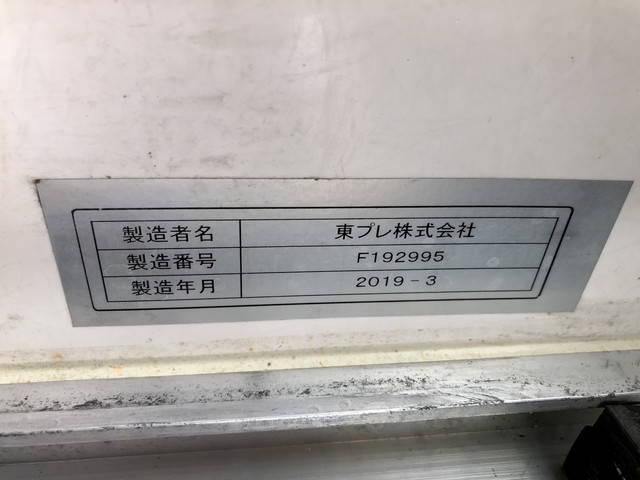 製造者名 東プレ株式会社
製造番号 F192995
製造年月 2019-3